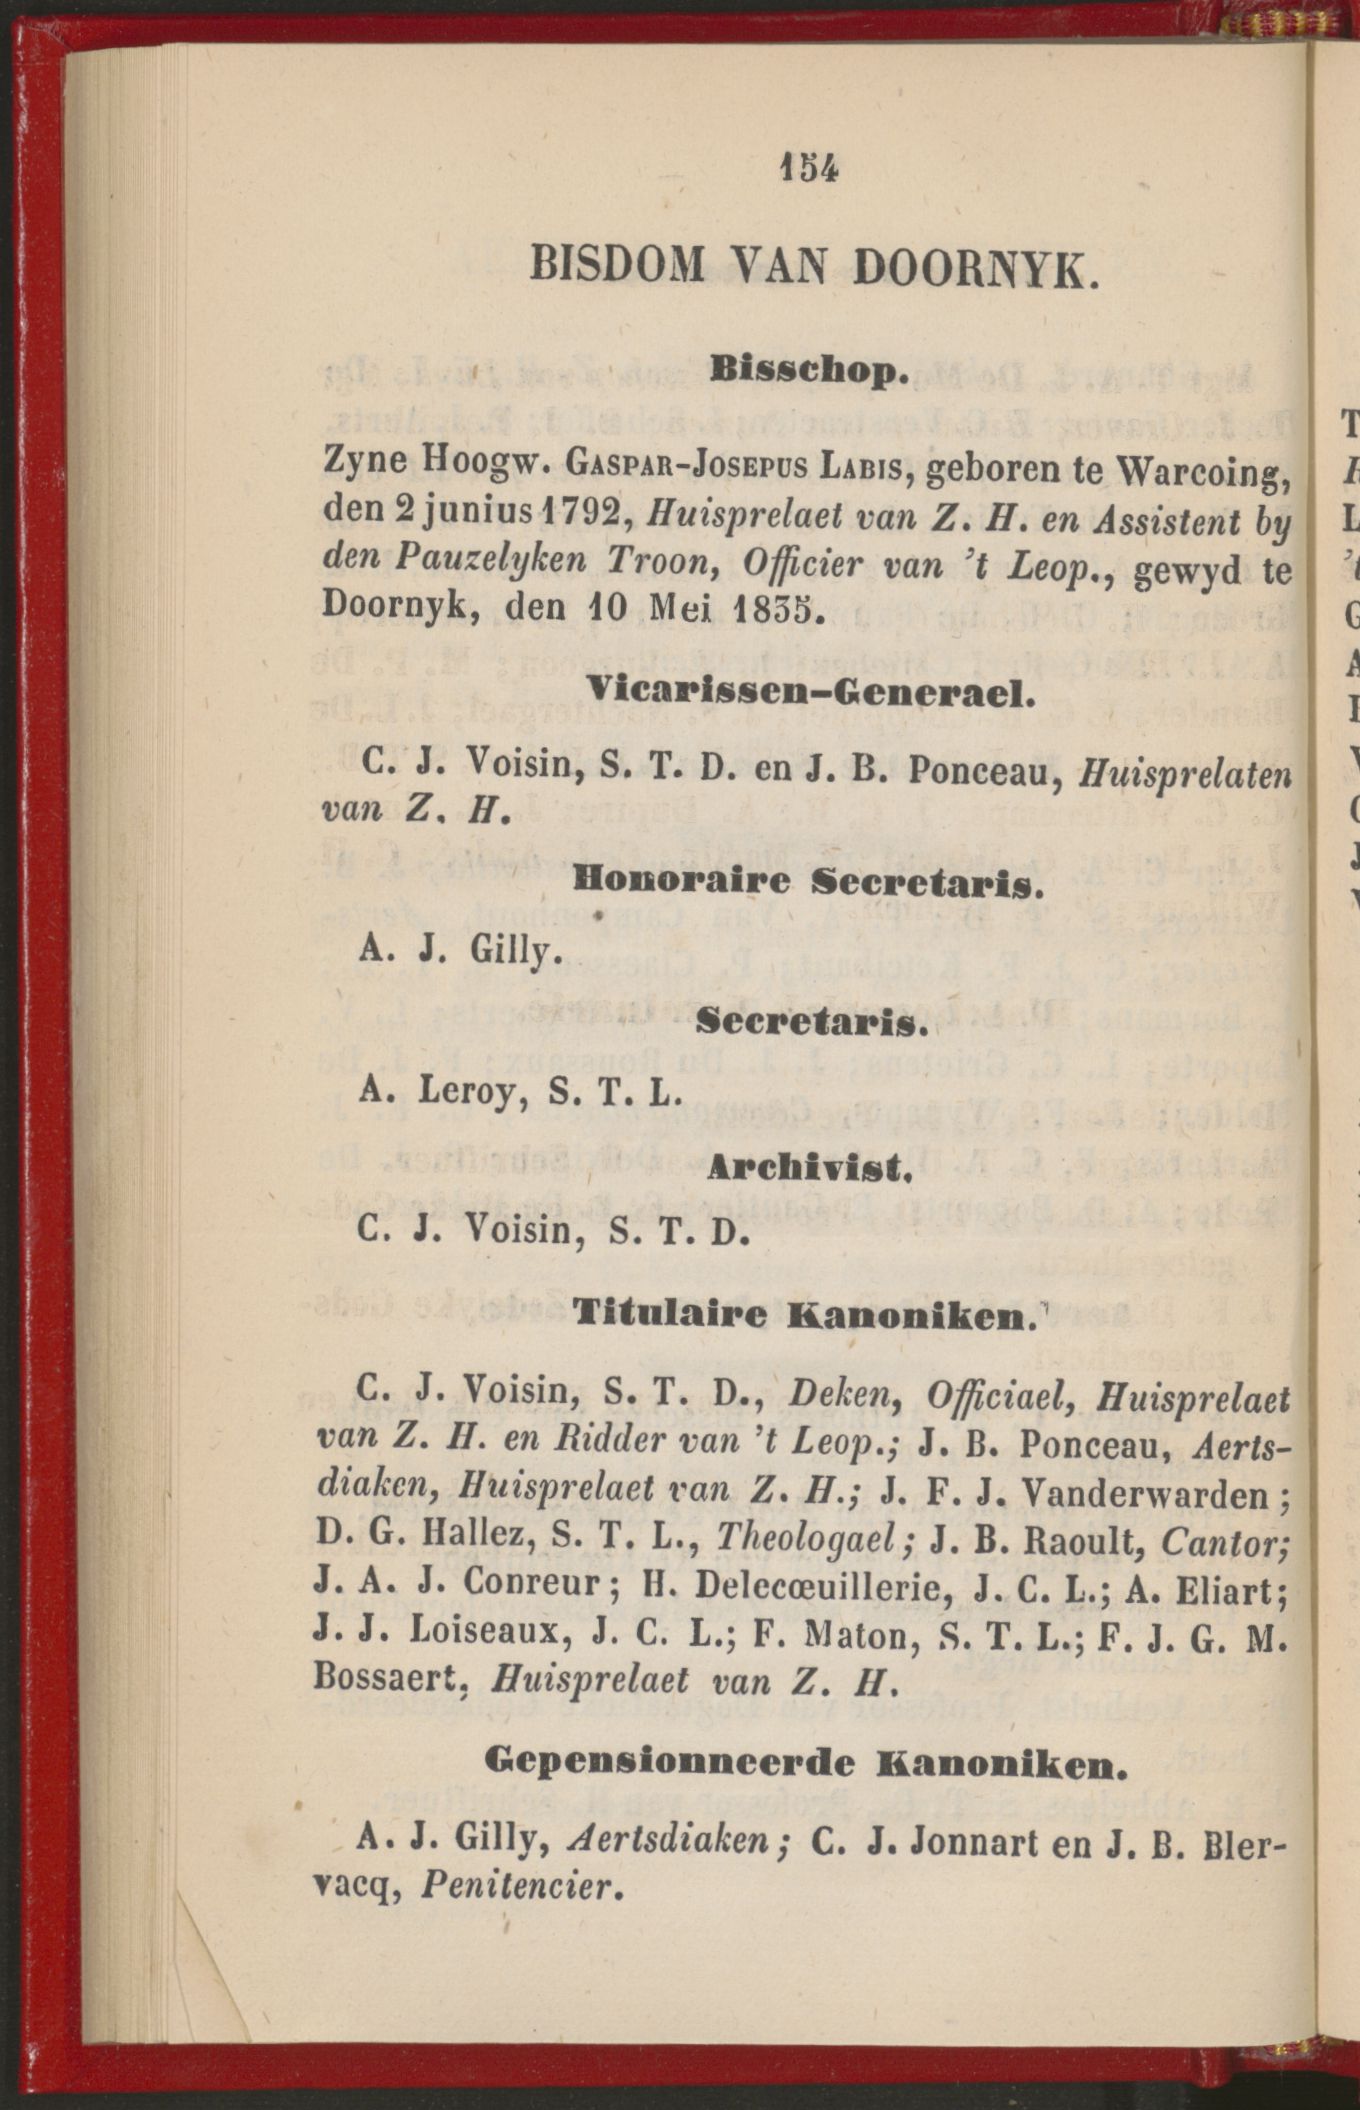 154
BISDOM VAN DOORNYK.
Bisschop.
Zyne Hoogw. GASPAR-JOSEPUS LABIS, geboren te Warcoing,
den 2 junius 1792, Huisprelaet van Z. H. en Assistent by
den Pauzelyken Troon, Officier van 't Leop., gewyd te
Doornyk, den 10 Mei 1835.
Vicarissen-Generael.
C. J. Voisin, S. T. D. en J. B. Ponceau, Huisprelaten
van Z. H.
Honoraire Secretaris.
A. J. Gilly.
Secretaris.
A. Leroy, S. T. L.
Archivist.
C. J. Voisin, S. T. D.
Titulaire Kanoniken.
C. J. Voisin, S. T. D., Deken, Officiael, Huisprelaet
van Z. H. en Ridder van 't Leop.; J. B. Ponceau, Aerts-
diaken, Huisprelaet van Z. H.; J. F. J. Vanderwarden;
D. G. Hallez, S. T. L., Theologael; J. B. Raoult, Cantor;
J. A. J. Conreur; H. Delecœuillerie, J. C. L.; A. Eliart;
J. J. Loiseaux, J. C. L.; F. Maton, S. T. L.; F. J. G. M.
Bossaert, Huisprelaet van Z. H.
Gepensionneerde Kanoniken.
A. J. Gilly, Aertsdiaken; C. J. Jonnart en J. B. Bler-
vacq, Penitencier.